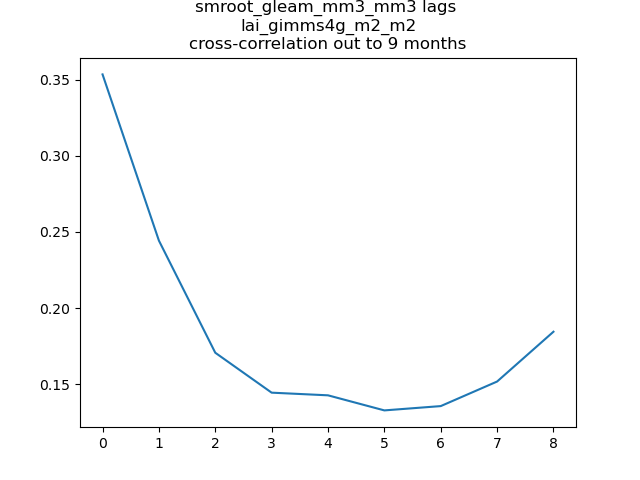 smroot_gleam_mm3_mm3 lags
lai_gimms4g_m2_m2
cross-correlation out to 9 months
0.35
0.30
0.25
0.20
0.15
0 1 2 3 4 5 6 7 8